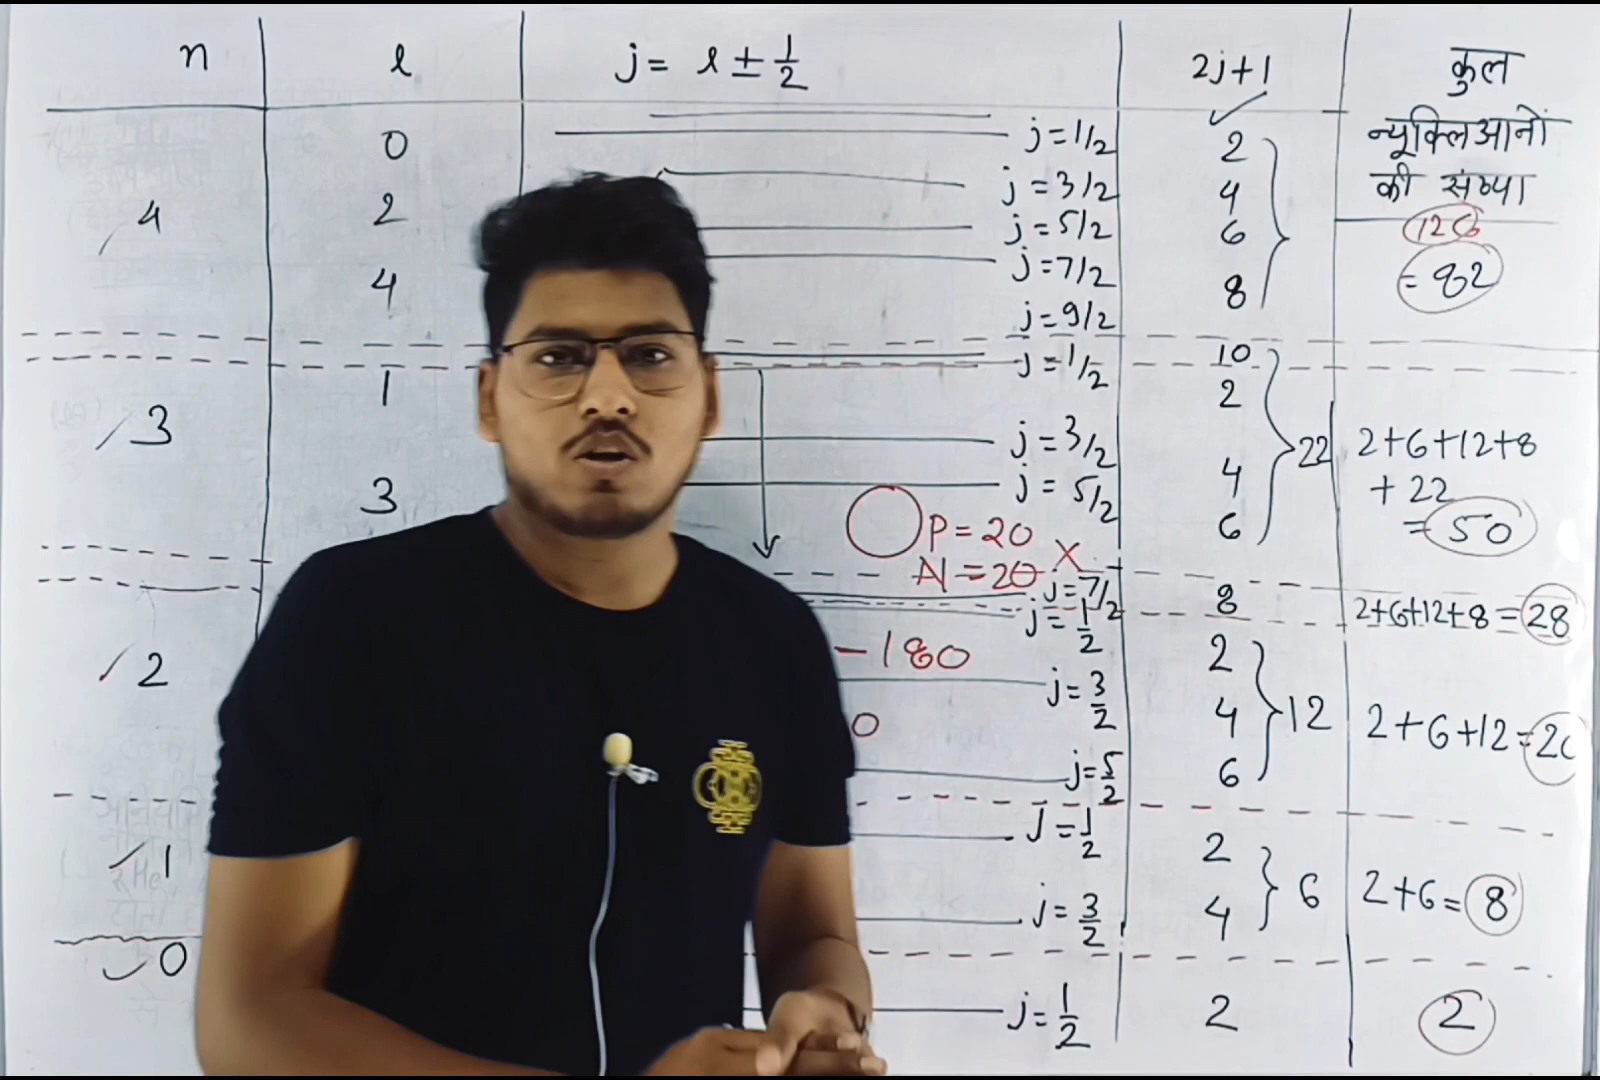 n l j = l ± 1/2 2j+1 कुल
न्यूक्लिआनों
की संख्या
0 j = 1/2 2
4 2 j = 3/2 4
j = 5/2 6 126
4 j = 7/2 8 = 82
j = 9/2
1 j = 1/2 10
2
3 j = 3/2 4 22 2+6+12+8
3 j = 5/2 6 + 22
= 50
P = 20
N = 20 X
j = 7/2 8 2+6+12+8 = 28
j = 1/2
2 - 180 2
j = 3/2 4 12 2+6+12 = 20
0
j = 5/2 6
j = 1/2 2
1 6 2+6 = 8
j = 3/2 4
0
j = 1/2 2 2